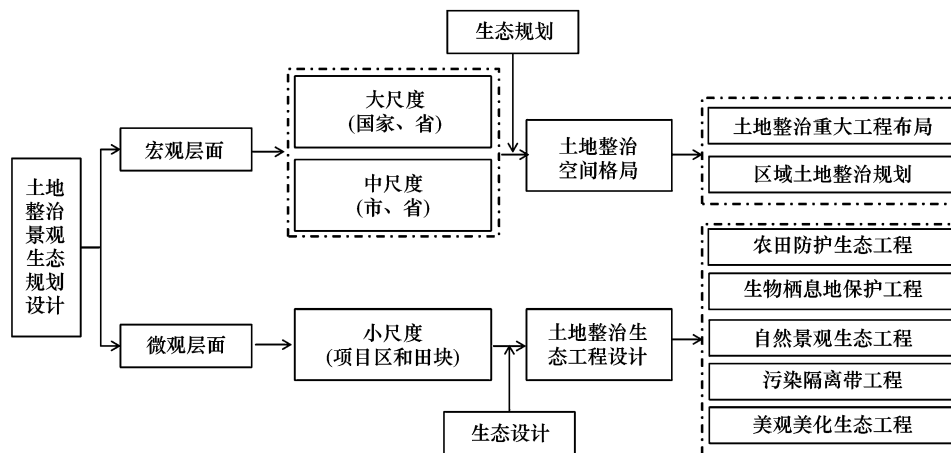 生态规划
大尺度
(国家、省)
中尺度
(市、省)
宏观层面
土地整治
空间格局
土地整治重大工程布局
区域土地整治规划
土地
整治
景观
生态
规划
设计
微观层面
小尺度
(项目区和田块)
土地整治生
态工程设计
农田防护生态工程
生物栖息地保护工程
自然景观生态工程
污染隔离带工程
美观美化生态工程
生态设计